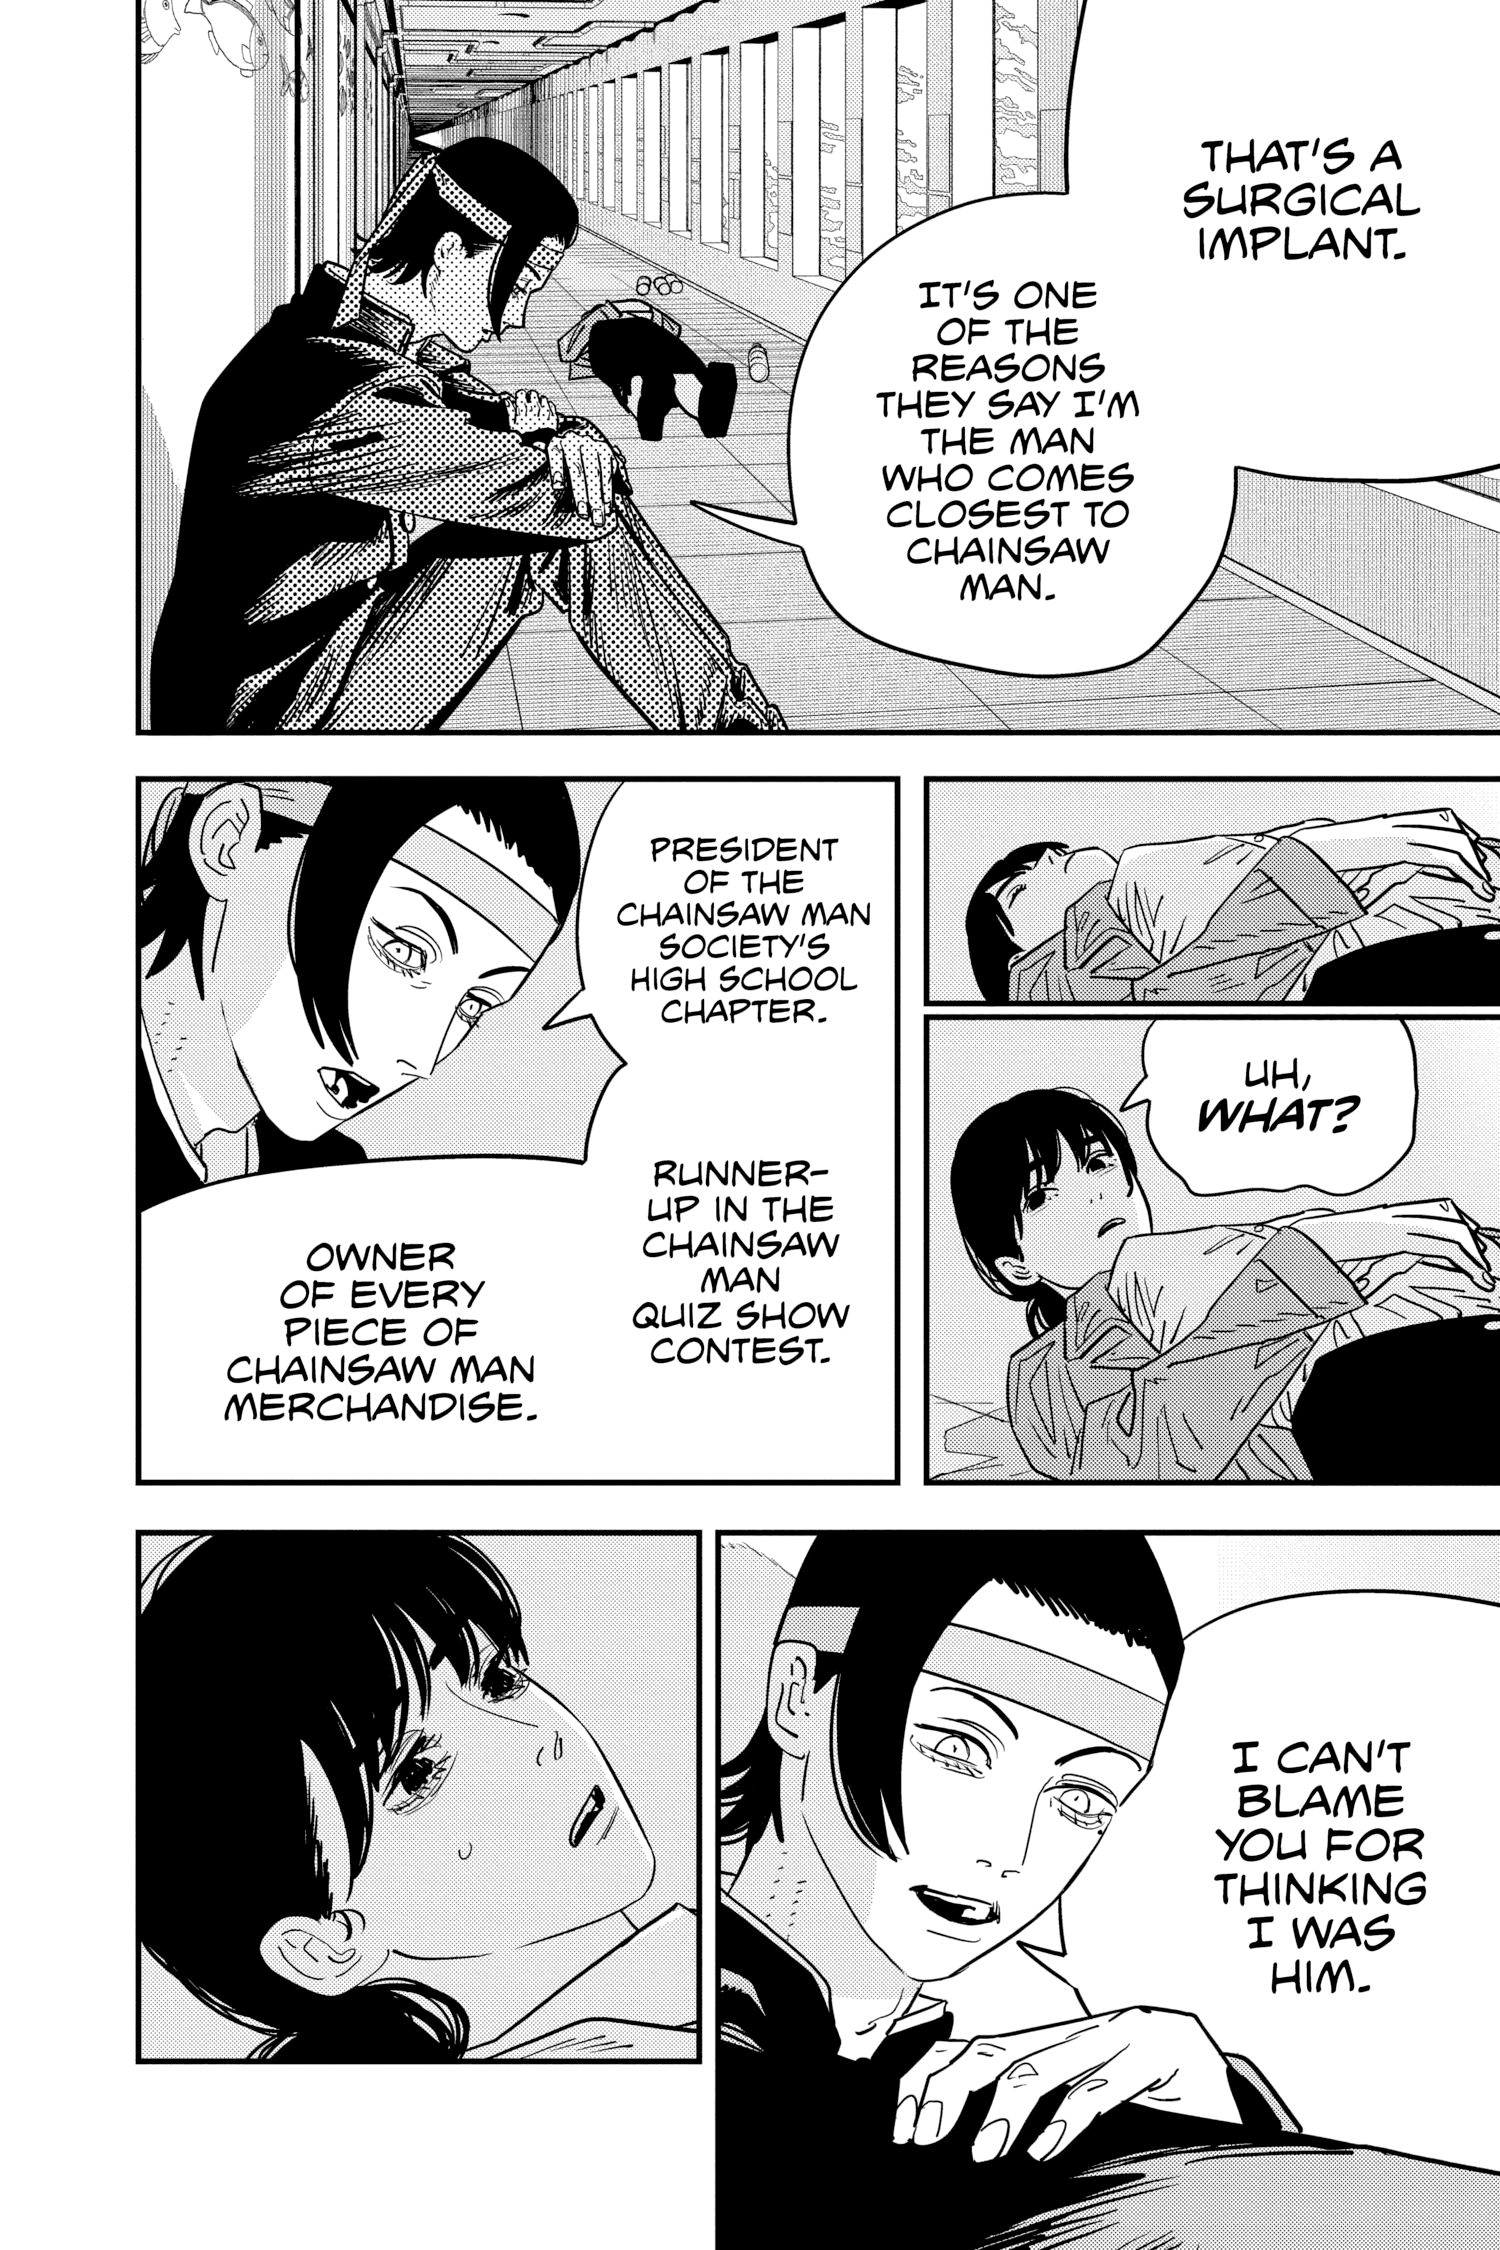 THAT'S A
SURGICAL
IMPLANT.
IT'S ONE
OF THE
REASONS
THEY SAY I'M
THE MAN
WHO COMES
CLOSEST TO
CHAINSAW
MAN.
UH,
WHAT?
PRESIDENT
OF THE
CHAINSAW MAN
SOCIETY'S
HIGH SCHOOL
CHAPTER.
RUNNER-
UP IN THE
CHAINSAW
MAN
QUIZ SHOW
CONTEST.
OWNER
OF EVERY
PIECE OF
CHAINSAW MAN
MERCHANDISE.
I CAN'T
BLAME
YOU FOR
THINKING
I WAS
HIM.